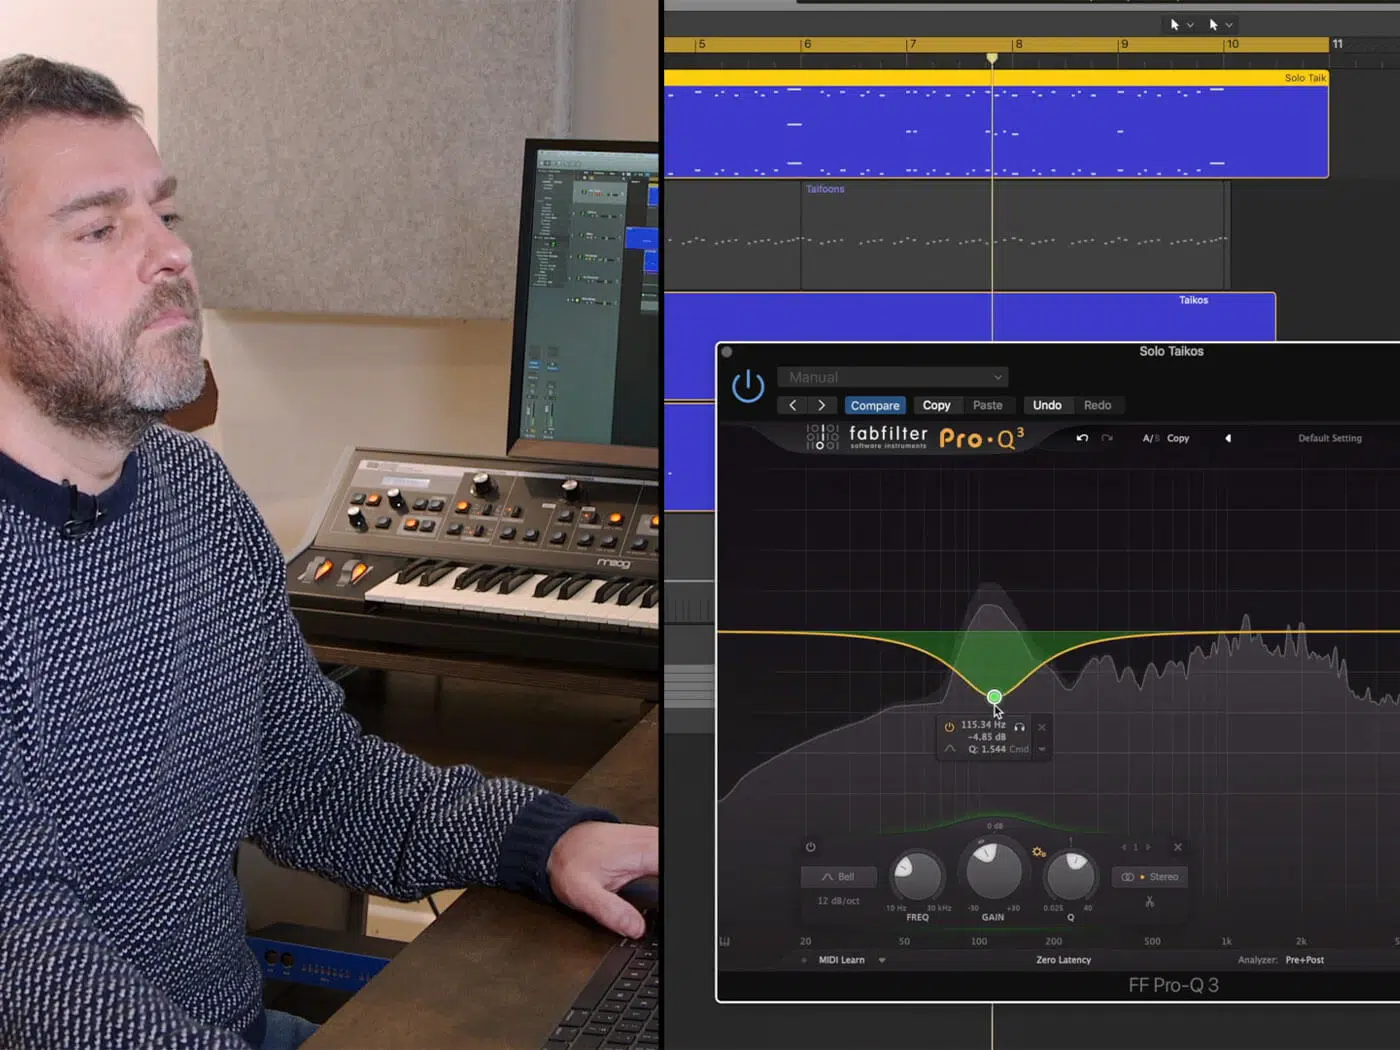 5 6 7 8 9 10 11
Solo Taik
Taifoons
Taikos
Solo Taikos
Manual
Compare Copy Paste Undo Redo
fabfilter Pro·Q3
software instruments
A/B Copy Default Setting
115.34 Hz
-4.85 dB
Q: 1.544 Cmd
0 dB
1
Bell Stereo
12 dB/oct
10 Hz 30 kHz -30 +30 0.025 40
FREQ GAIN Q
20 50 100 200 500 1k 2k 5
MIDI Learn Zero Latency Analyzer: Pre+Post
FF Pro-Q 3
moog